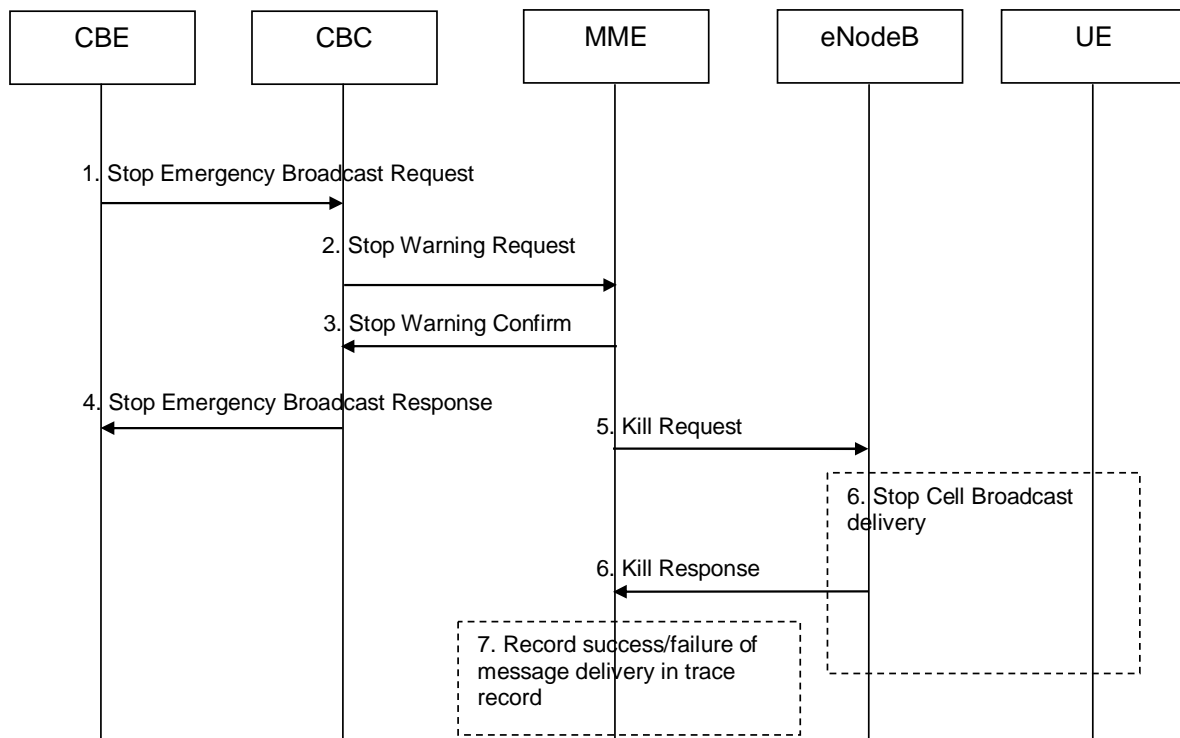 CBE
CBC
MME
eNodeB
UE
1. Stop Emergency Broadcast Request
2. Stop Warning Request
3. Stop Warning Confirm
4. Stop Emergency Broadcast Response
5. Kill Request
6. Stop Cell Broadcast
delivery
6. Kill Response
7. Record success/failure of
message delivery in trace
record